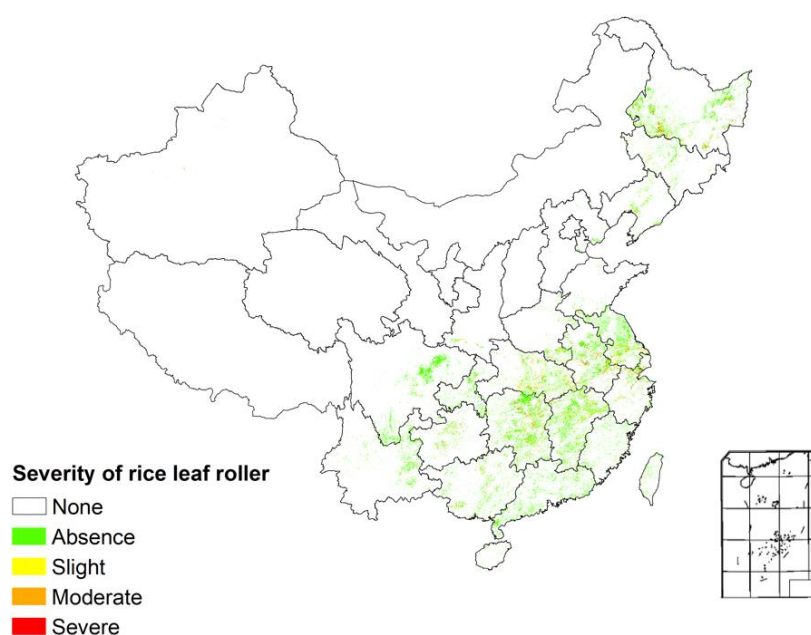 Severity of rice leaf roller
None
Absence
Slight
Moderate
Severe